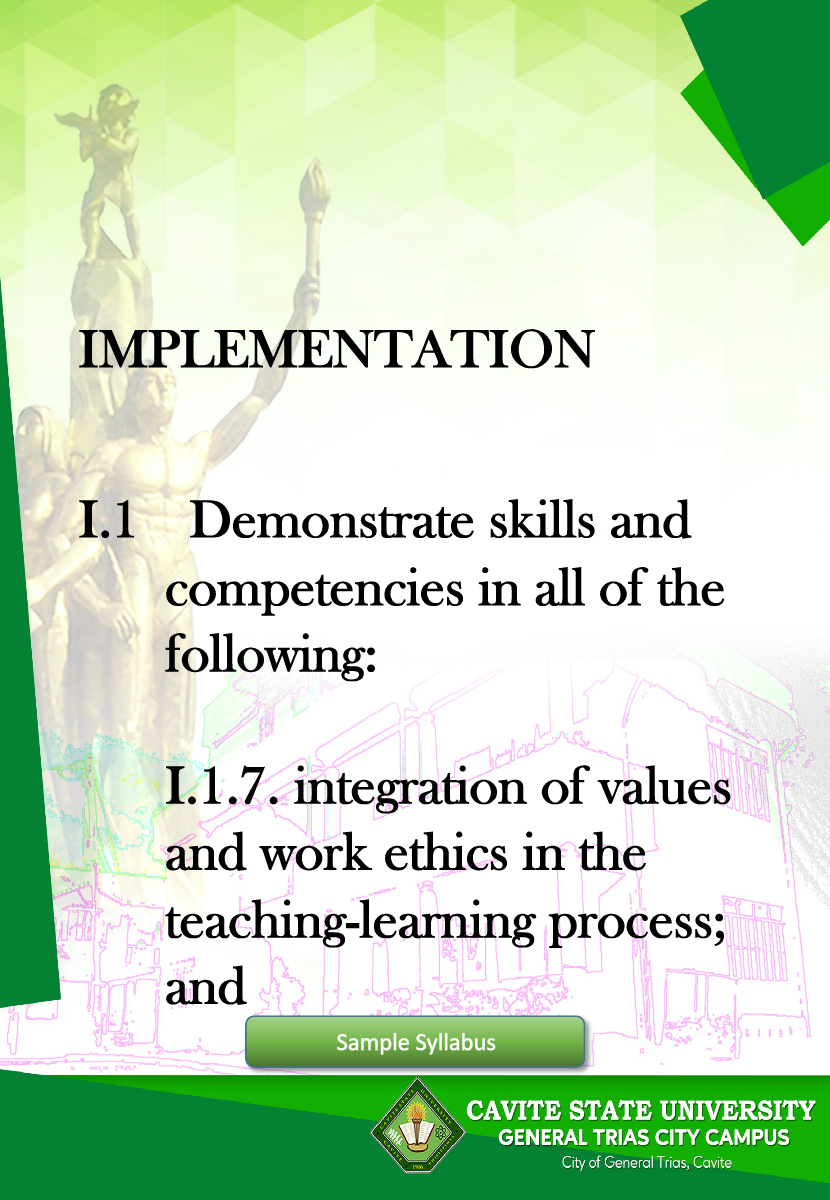 IMPLEMENTATION
I.1 Demonstrate skills and
competencies in all of the
following:
I.1.7. integration of values
and work ethics in the
teaching-learning process;
and
Sample Syllabus
CAVITE STATE UNIVERSITY
GENERAL TRIAS CITY CAMPUS
City of General Trias, Cavite
1906